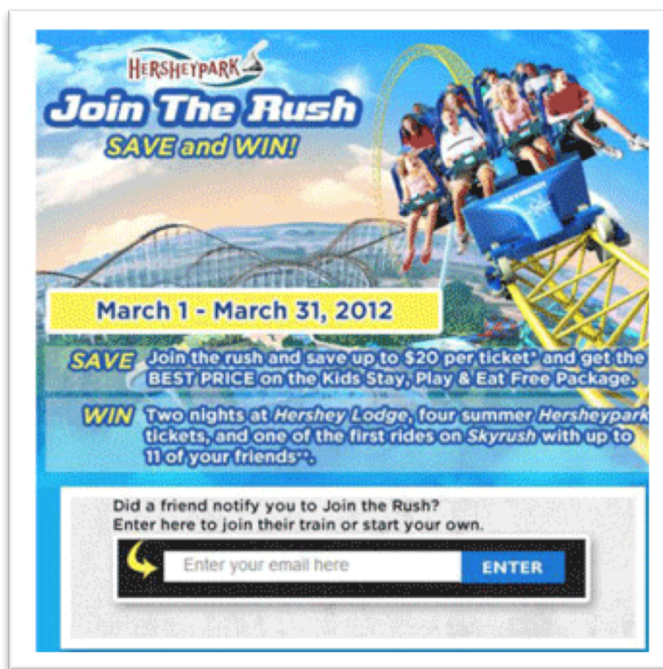 HERSHEYPARK
Join The Rush
SAVE and WIN!
March 1 - March 31, 2012
SAVE Join the rush and save up to $20 per ticket* and get the
BEST PRICE on the Kids Stay, Play & Eat Free Package.
WIN Two nights at Hershey Lodge, four summer Hersheypark
tickets, and one of the first rides on Skyrush with up to
11 of your friends**.
Did a friend notify you to Join the Rush?
Enter here to join their train or start your own.
Enter your email here ENTER